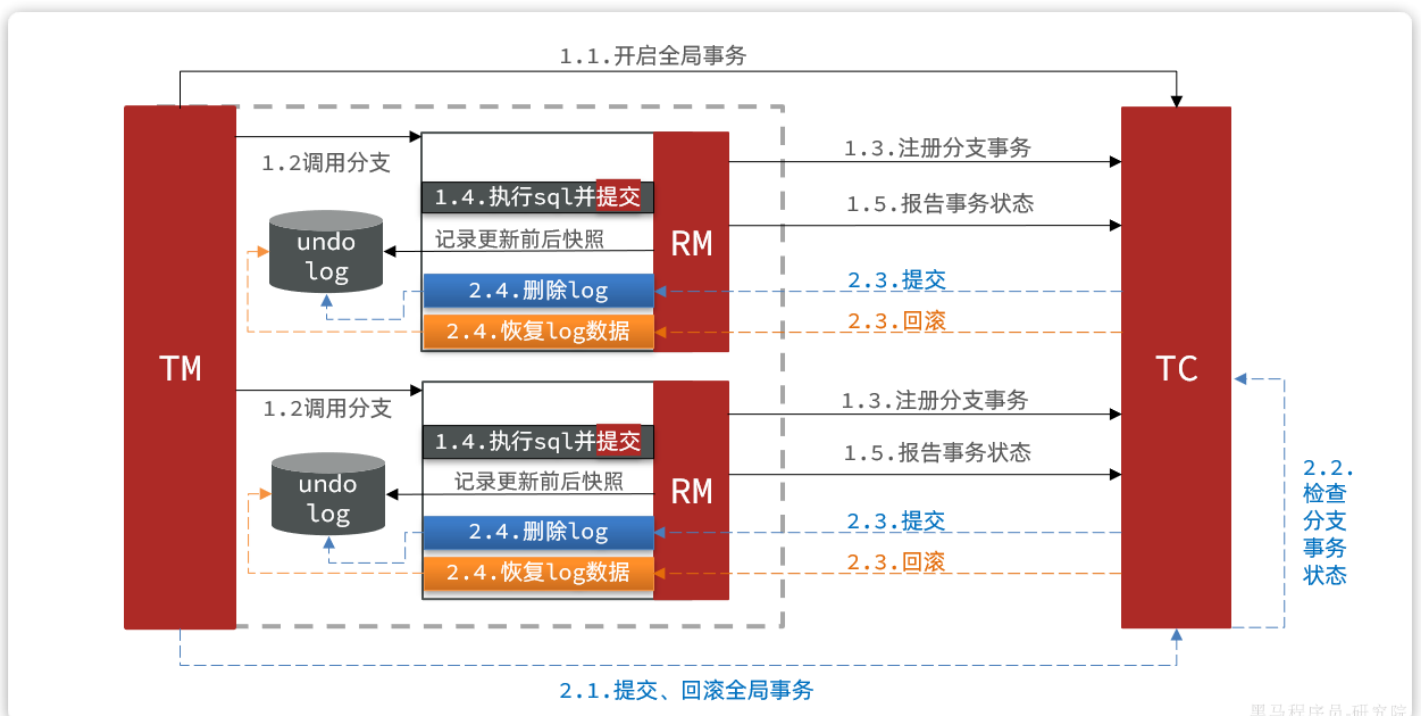 1.1.开启全局事务
TM
1.2调用分支
1.4.执行sql并提交
undo
log
记录更新前后快照
RM
2.4.删除log
2.4.恢复log数据
1.3.注册分支事务
1.5.报告事务状态
2.3.提交
2.3.回滚
TC
1.2调用分支
1.4.执行sql并提交
undo
log
记录更新前后快照
RM
2.4.删除log
2.4.恢复log数据
1.3.注册分支事务
1.5.报告事务状态
2.3.提交
2.3.回滚
2.2.
检查
分支
事务
状态
2.1.提交、回滚全局事务
黑马程序员-研究院